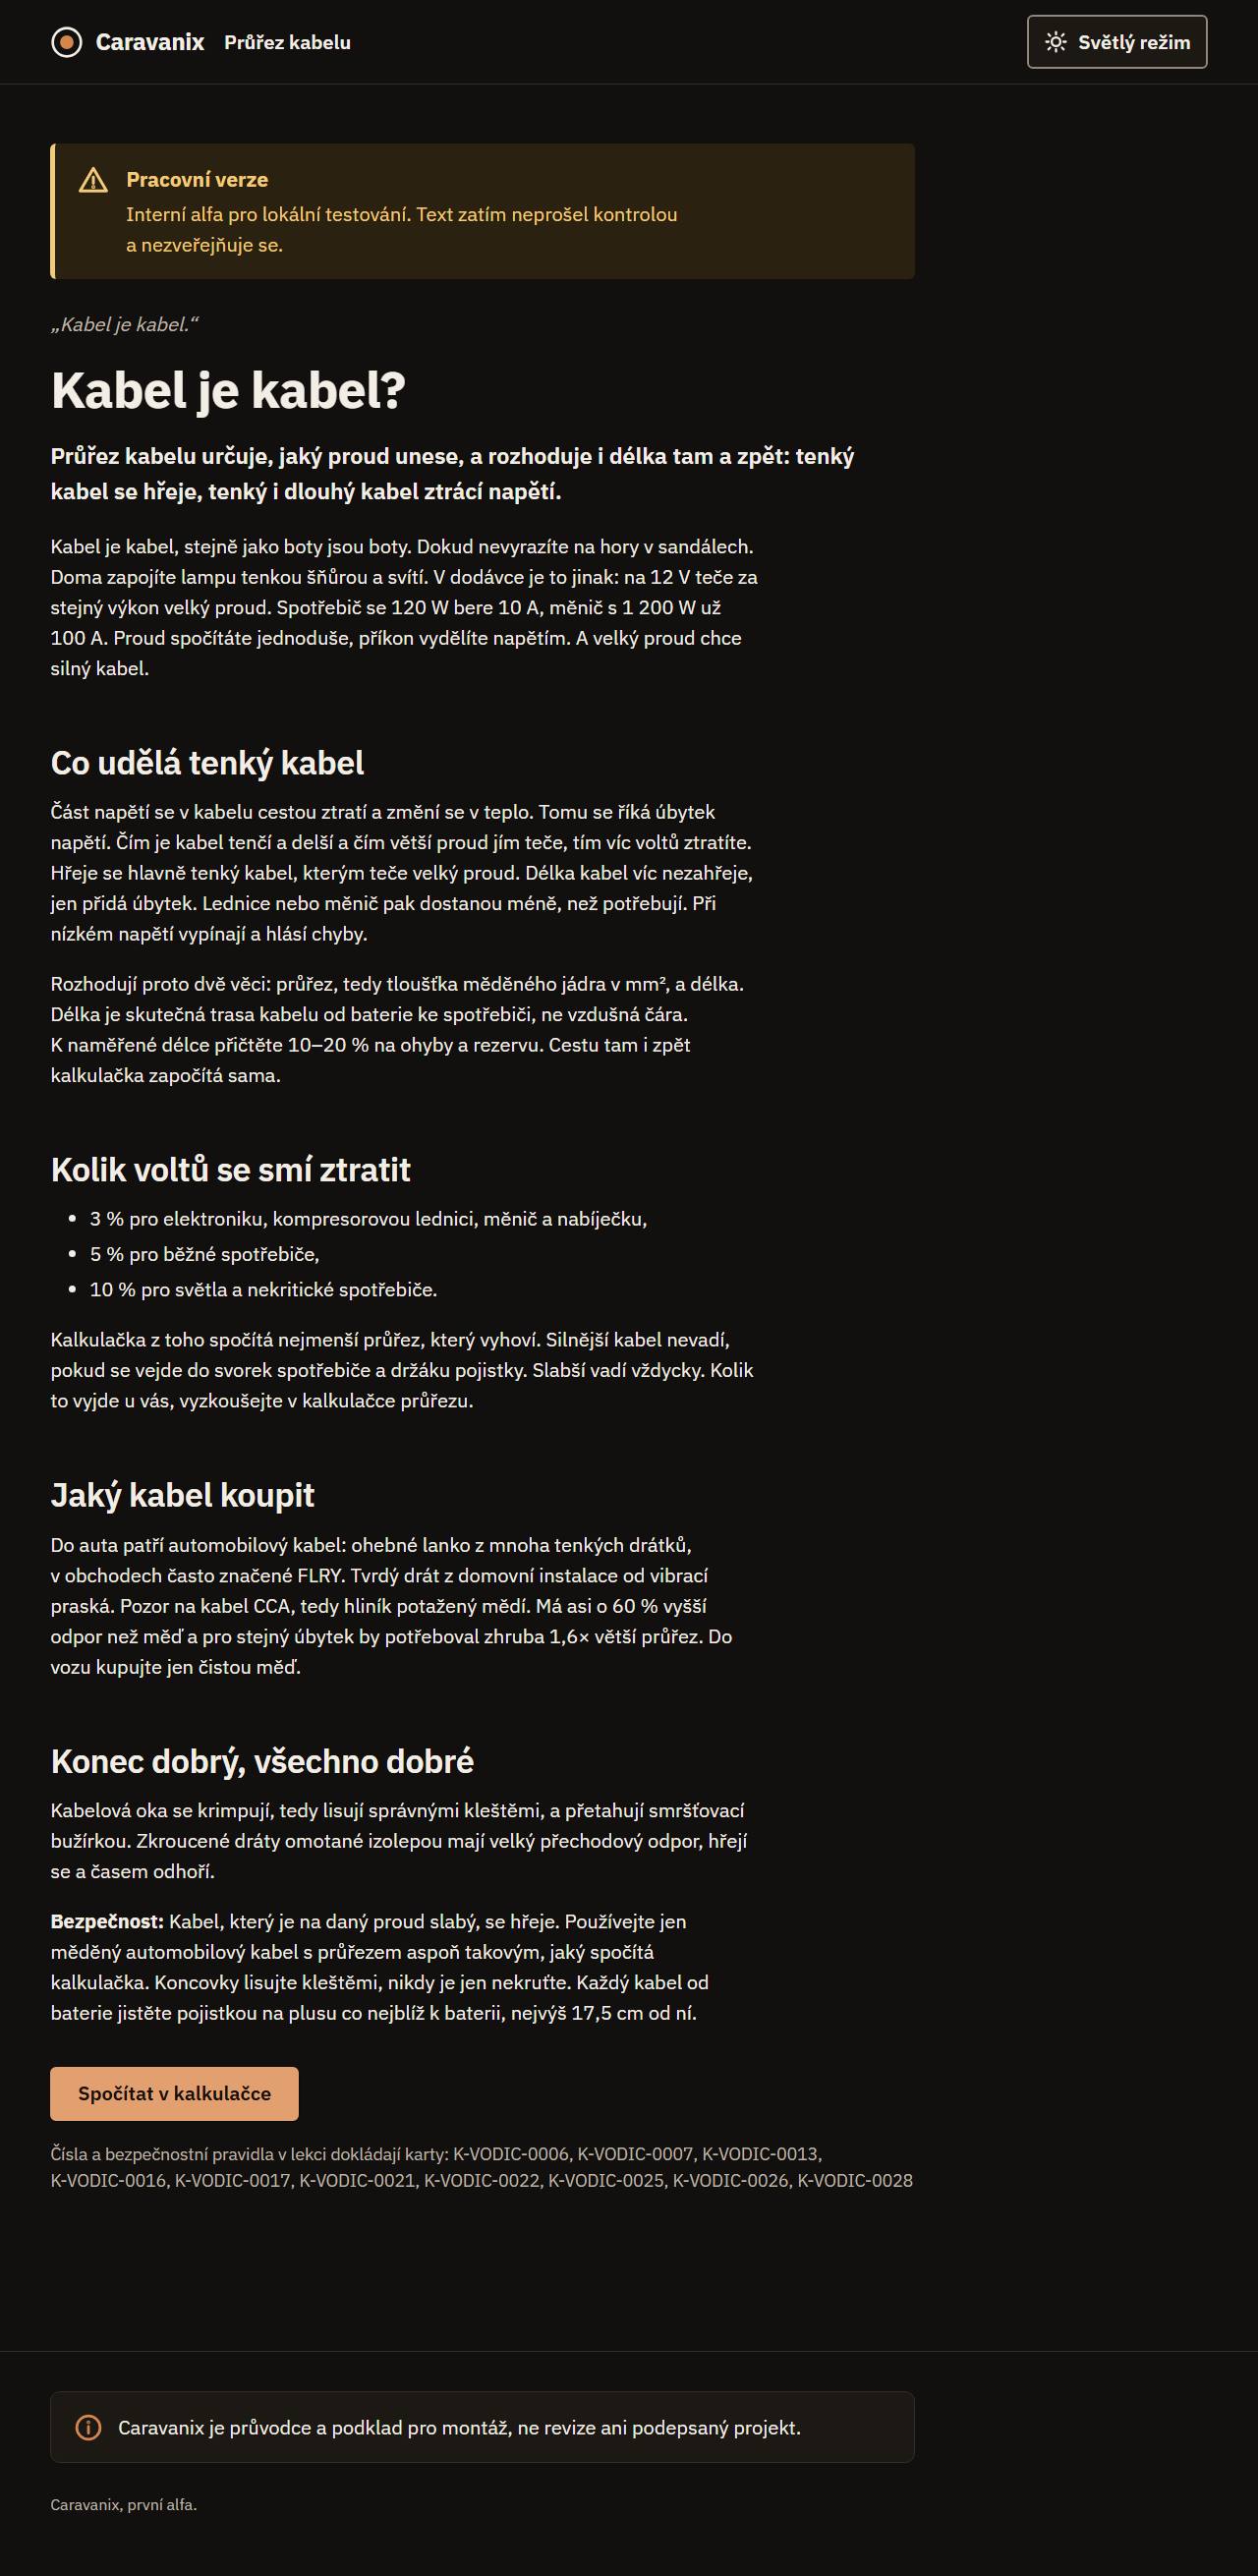 Caravanix Průřez kabelu
Světlý režim
Pracovní verze
Interní alfa pro lokální testování. Text zatím neprošel kontrolou
a nezveřejňuje se.
„Kabel je kabel.“
Kabel je kabel?
Průřez kabelu určuje, jaký proud unese, a rozhoduje i délka tam a zpět: tenký
kabel se hřeje, tenký i dlouhý kabel ztrácí napětí.
Kabel je kabel, stejně jako boty jsou boty. Dokud nevyrazíte na hory v sandálech.
Doma zapojíte lampu tenkou šňůrou a svítí. V dodávce je to jinak: na 12 V teče za
stejný výkon velký proud. Spotřebič se 120 W bere 10 A, měnič s 1 200 W už
100 A. Proud spočítáte jednoduše, příkon vydělíte napětím. A velký proud chce
silný kabel.
Co udělá tenký kabel
Část napětí se v kabelu cestou ztratí a změní se v teplo. Tomu se říká úbytek
napětí. Čím je kabel tenčí a delší a čím větší proud jím teče, tím víc voltů ztratíte.
Hřeje se hlavně tenký kabel, kterým teče velký proud. Délka kabel víc nezahřeje,
jen přidá úbytek. Lednice nebo měnič pak dostanou méně, než potřebují. Při
nízkém napětí vypínají a hlásí chyby.
Rozhodují proto dvě věci: průřez, tedy tloušťka měděného jádra v mm², a délka.
Délka je skutečná trasa kabelu od baterie ke spotřebiči, ne vzdušná čára.
K naměřené délce přičtěte 10–20 % na ohyby a rezervu. Cestu tam i zpět
kalkulačka započítá sama.
Kolik voltů se smí ztratit
• 3 % pro elektroniku, kompresorovou lednici, měnič a nabíječku,
• 5 % pro běžné spotřebiče,
• 10 % pro světla a nekritické spotřebiče.
Kalkulačka z toho spočítá nejmenší průřez, který vyhoví. Silnější kabel nevadí,
pokud se vejde do svorek spotřebiče a držáku pojistky. Slabší vadí vždycky. Kolik
to vyjde u vás, vyzkoušejte v kalkulačce průřezu.
Jaký kabel koupit
Do auta patří automobilový kabel: ohebné lanko z mnoha tenkých drátků,
v obchodech často značené FLRY. Tvrdý drát z domovní instalace od vibrací
praská. Pozor na kabel CCA, tedy hliník potažený mědí. Má asi o 60 % vyšší
odpor než měď a pro stejný úbytek by potřeboval zhruba 1,6× větší průřez. Do
vozu kupujte jen čistou měď.
Konec dobrý, všechno dobré
Kabelová oka se krimpují, tedy lisují správnými kleštěmi, a přetahují smršťovací
bužírkou. Zkroucené dráty omotané izolepou mají velký přechodový odpor, hřejí
se a časem odhoří.
Bezpečnost: Kabel, který je na daný proud slabý, se hřeje. Používejte jen
měděný automobilový kabel s průřezem aspoň takovým, jaký spočítá
kalkulačka. Koncovky lisujte kleštěmi, nikdy je jen nekruťte. Každý kabel od
baterie jistěte pojistkou na plusu co nejblíž k baterii, nejvýš 17,5 cm od ní.
Spočítat v kalkulačce
Čísla a bezpečnostní pravidla v lekci dokládají karty: K-VODIC-0006, K-VODIC-0007, K-VODIC-0013,
K-VODIC-0016, K-VODIC-0017, K-VODIC-0021, K-VODIC-0022, K-VODIC-0025, K-VODIC-0026, K-VODIC-0028
Caravanix je průvodce a podklad pro montáž, ne revize ani podepsaný projekt.
Caravanix, první alfa.